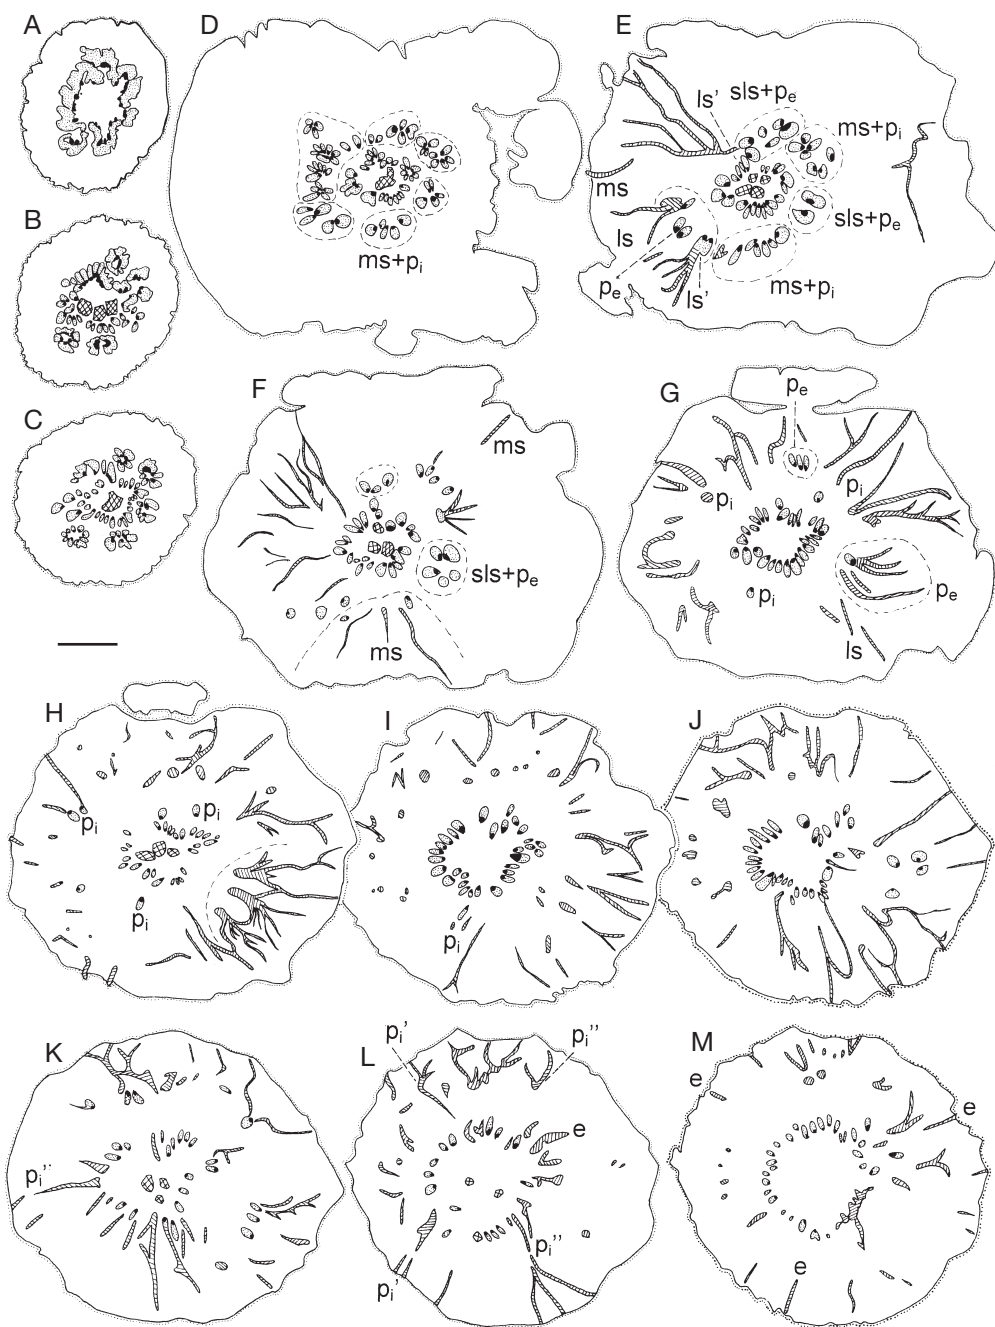 A
D
E
ls'
sls+pₑ
ms+pᵢ
ms
B
sls+pₑ
ls
ms+pᵢ
pₑ
ls'
ms+pᵢ
F
G
pₑ
C
ms
pᵢ
pᵢ
sls+pₑ
pᵢ
pₑ
ms
ls
H
I
J
pᵢ
pᵢ
pᵢ
pᵢ
K
L
pᵢ'
pᵢ''
M
e
e
e
pᵢ''
pᵢ''
pᵢ'
e